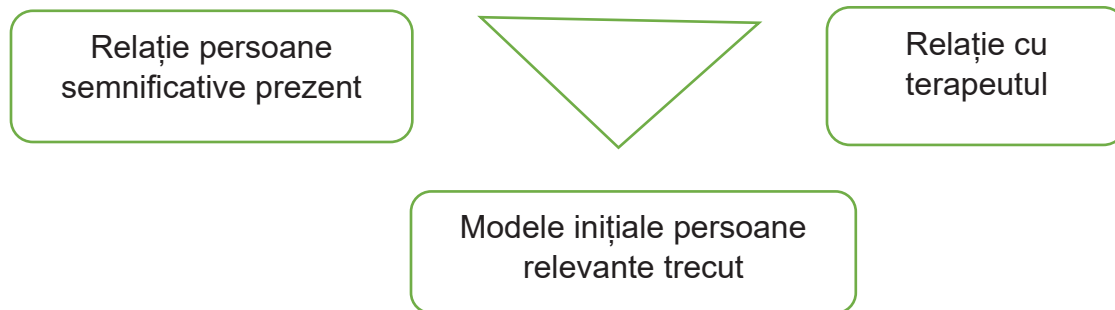 Relație persoane
semnificative prezent
Relație cu
terapeutul
Modele inițiale persoane
relevante trecut